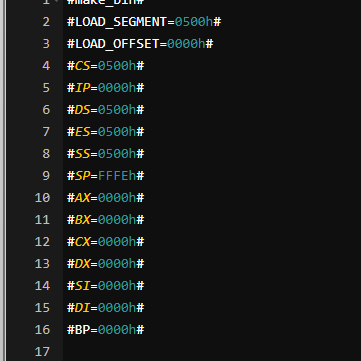 1 #make_bin#
2 #LOAD_SEGMENT=0500h#
3 #LOAD_OFFSET=0000h#
4 #CS=0500h#
5 #IP=0000h#
6 #DS=0500h#
7 #ES=0500h#
8 #SS=0500h#
9 #SP=FFFEh#
10 #AX=0000h#
11 #BX=0000h#
12 #CX=0000h#
13 #DX=0000h#
14 #SI=0000h#
15 #DI=0000h#
16 #BP=0000h#
17